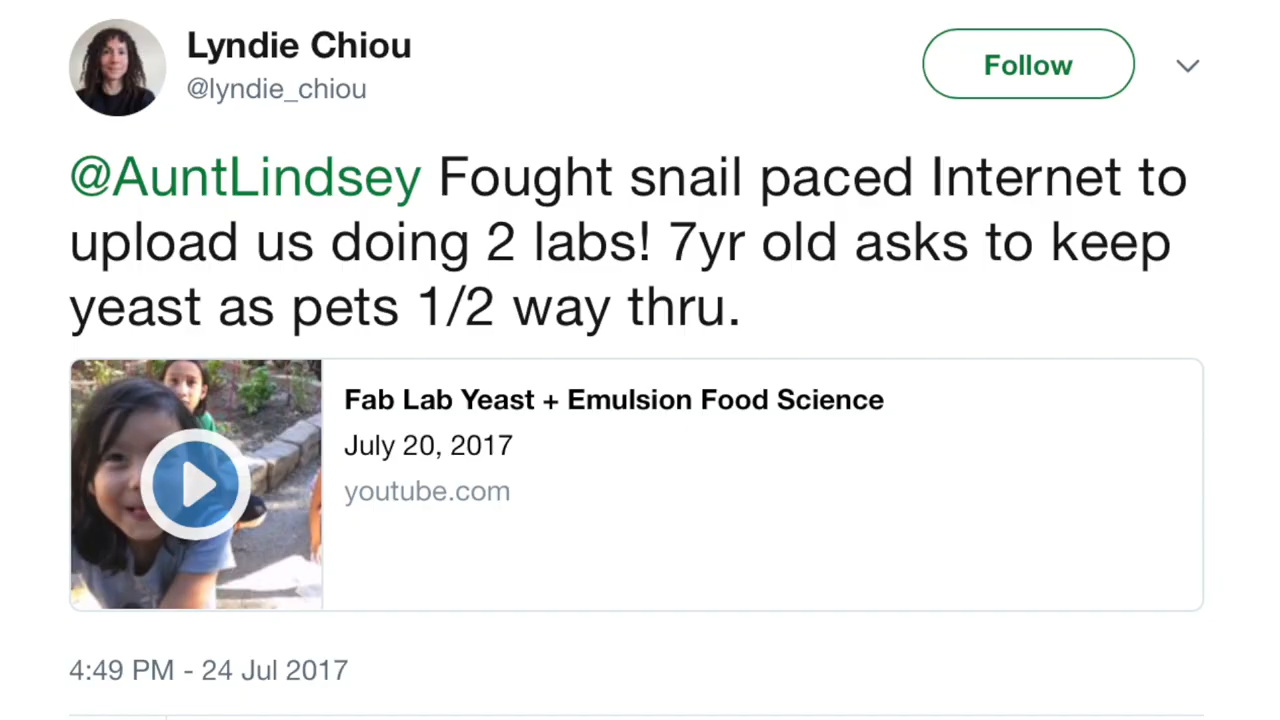 Lyndie Chiou
@lyndie_chiou
Follow
@AuntLindsey Fought snail paced Internet to
upload us doing 2 labs! 7yr old asks to keep
yeast as pets 1/2 way thru.
Fab Lab Yeast + Emulsion Food Science
July 20, 2017
youtube.com
4:49 PM - 24 Jul 2017